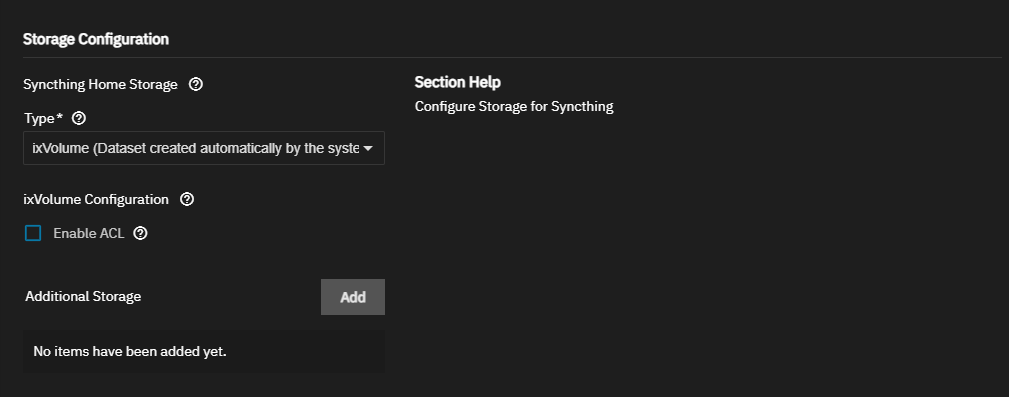 Storage Configuration
Syncthing Home Storage
Section Help
Configure Storage for Syncthing
Type*
ixVolume (Dataset created automatically by the syste
ixVolume Configuration
Enable ACL
Additional Storage
Add
No items have been added yet.